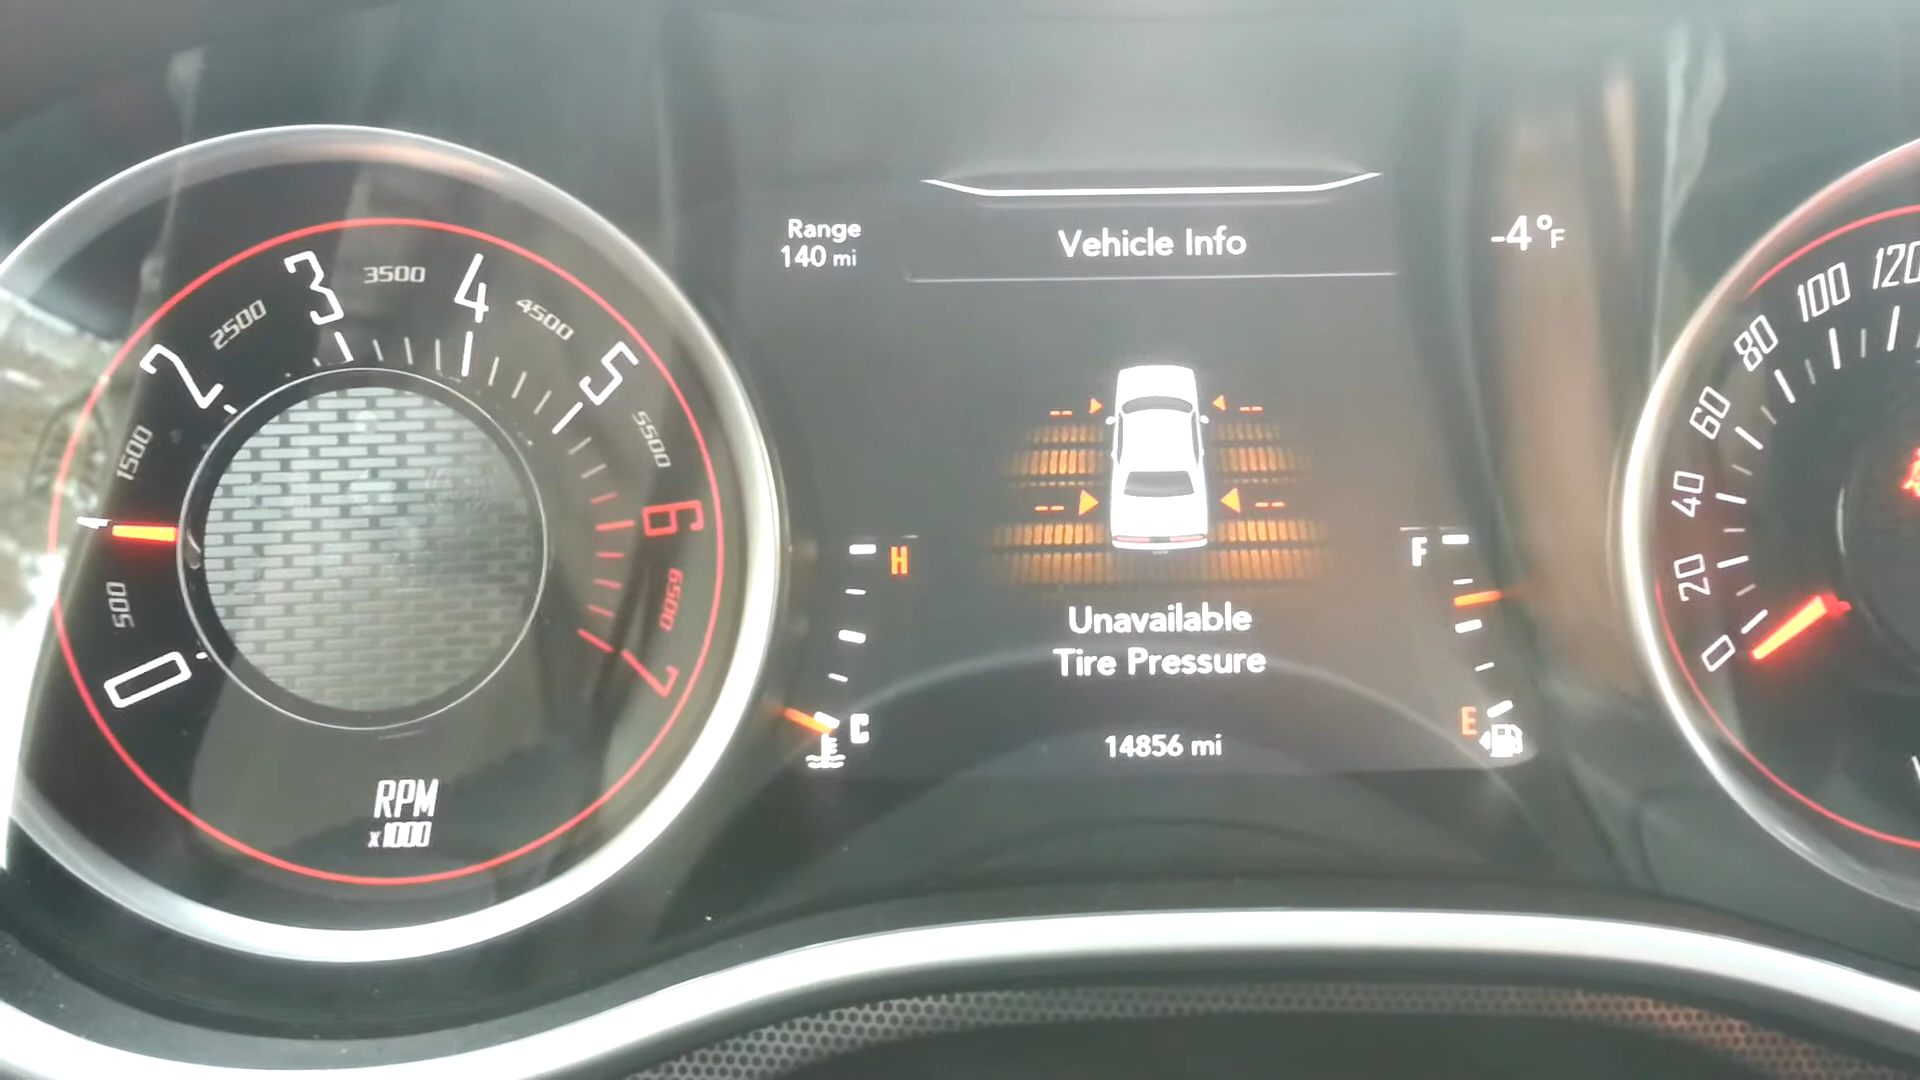 Range
140 mi
Vehicle Info
-4°F
-- --
-- --
Unavailable
Tire Pressure
14856 mi
H
C
F
E
0
500
1500
2
2500
3
3500
4
4500
5
5500
6
6500
7
RPM
x1000
0
20
40
60
80
100
120